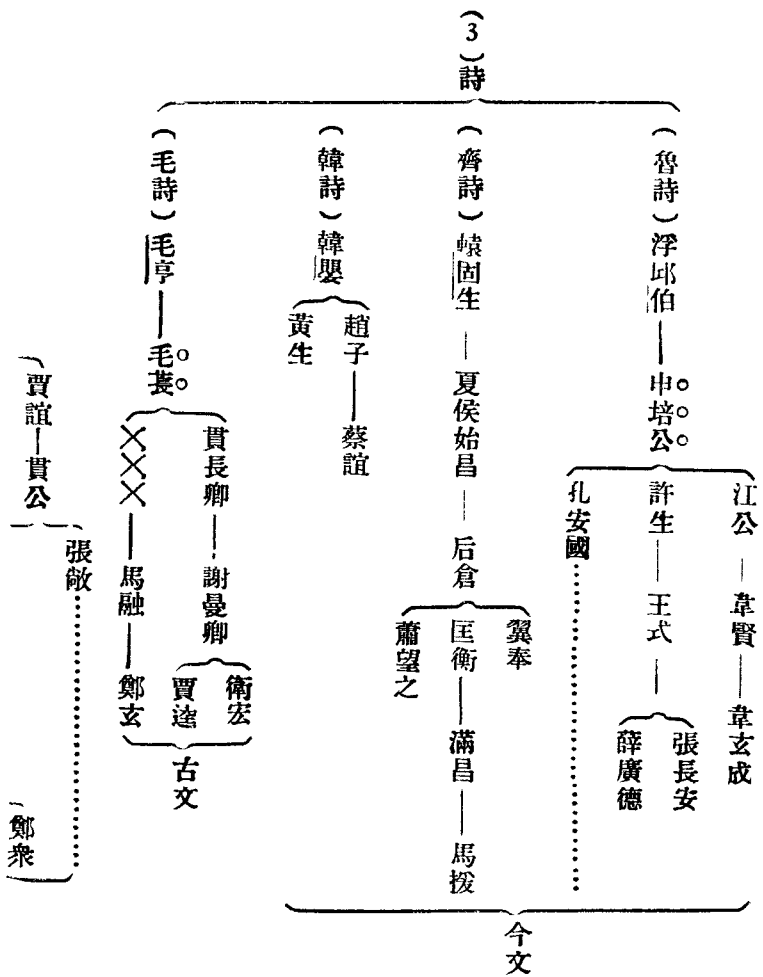 （3）詩
（魯詩）浮邱伯——申培公
江公——韋賢——韋玄成
許生——王式
張長安
薛廣德
孔安國
（齊詩）轅固生——夏侯始昌——后倉
翼奉
匡衡——滿昌——馬援
蕭望之
（韓詩）韓嬰
趙子——蔡誼
黃生
今文
（毛詩）毛亨——毛萇
貫長卿——謝曼卿
衛宏
賈逵
×××——馬融——鄭玄
古文
張敞
賈誼—貫公
鄭衆